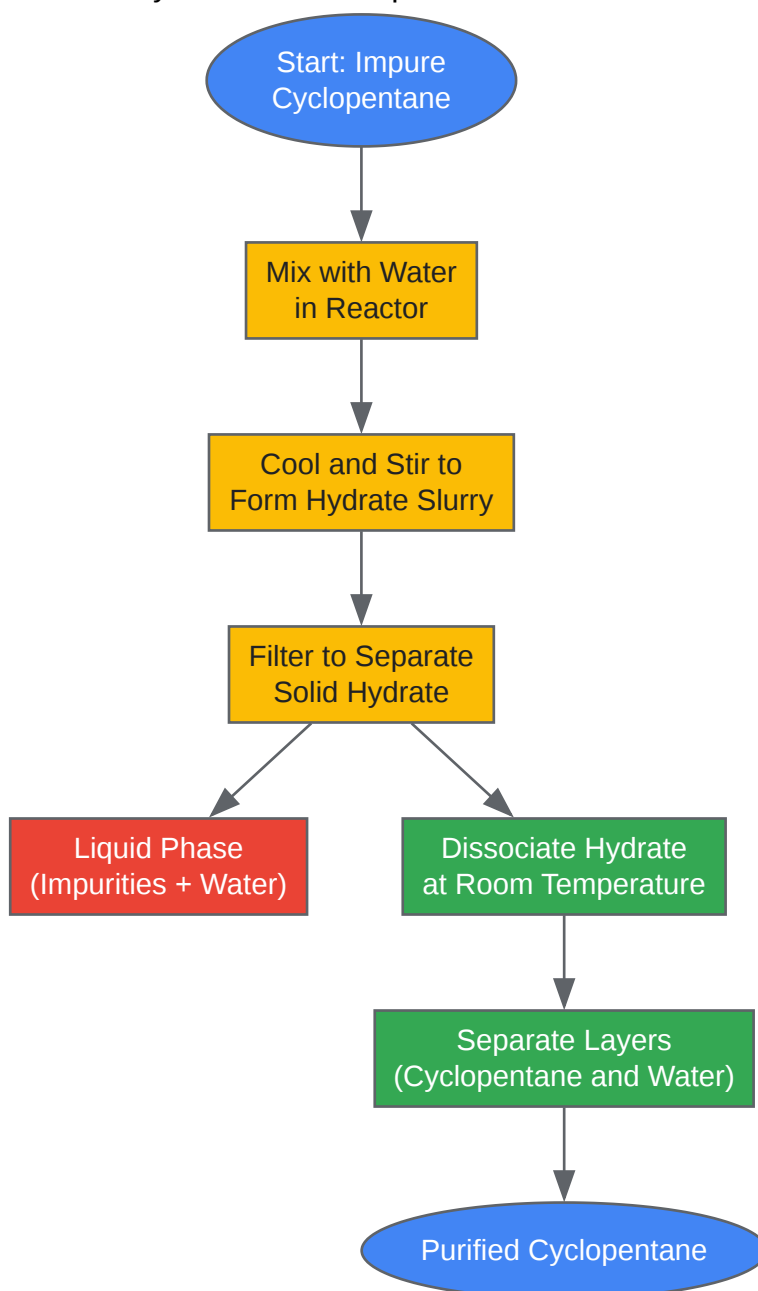 Start: Impure
Cyclopentane
Mix with Water
in Reactor
Cool and Stir to
Form Hydrate Slurry
Filter to Separate
Solid Hydrate
Liquid Phase
(Impurities + Water)
Dissociate Hydrate
at Room Temperature
Separate Layers
(Cyclopentane and Water)
Purified Cyclopentane